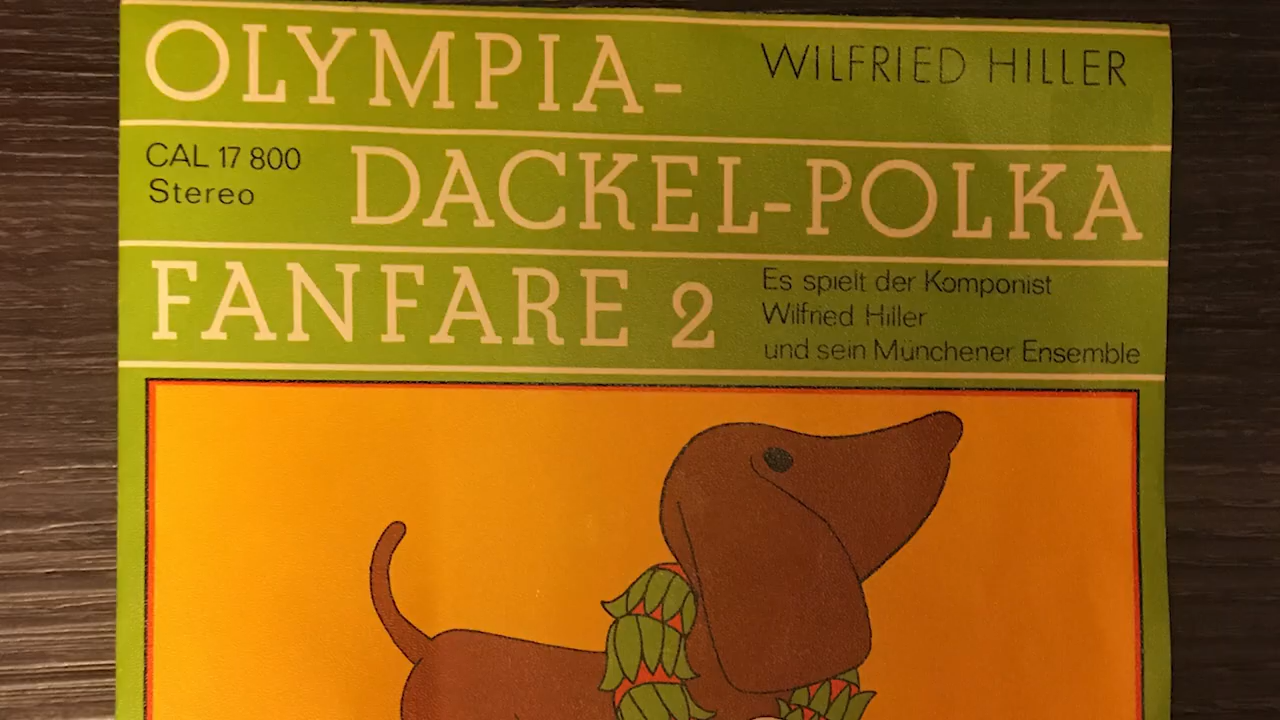 OLYMPIA-
WILFRIED HILLER
CAL 17 800
Stereo
DACKEL-POLKA
FANFARE 2
Es spielt der Komponist
Wilfried Hiller
und sein Münchener Ensemble